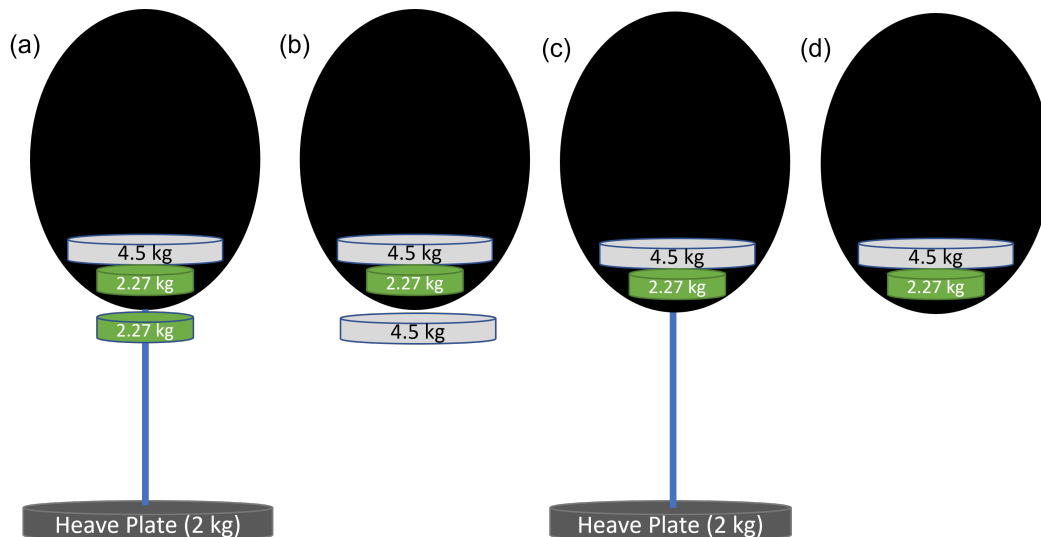 (a)
4.5 kg
2.27 kg
2.27 kg
Heave Plate (2 kg)
(b)
4.5 kg
2.27 kg
4.5 kg
(c)
4.5 kg
2.27 kg
Heave Plate (2 kg)
(d)
4.5 kg
2.27 kg